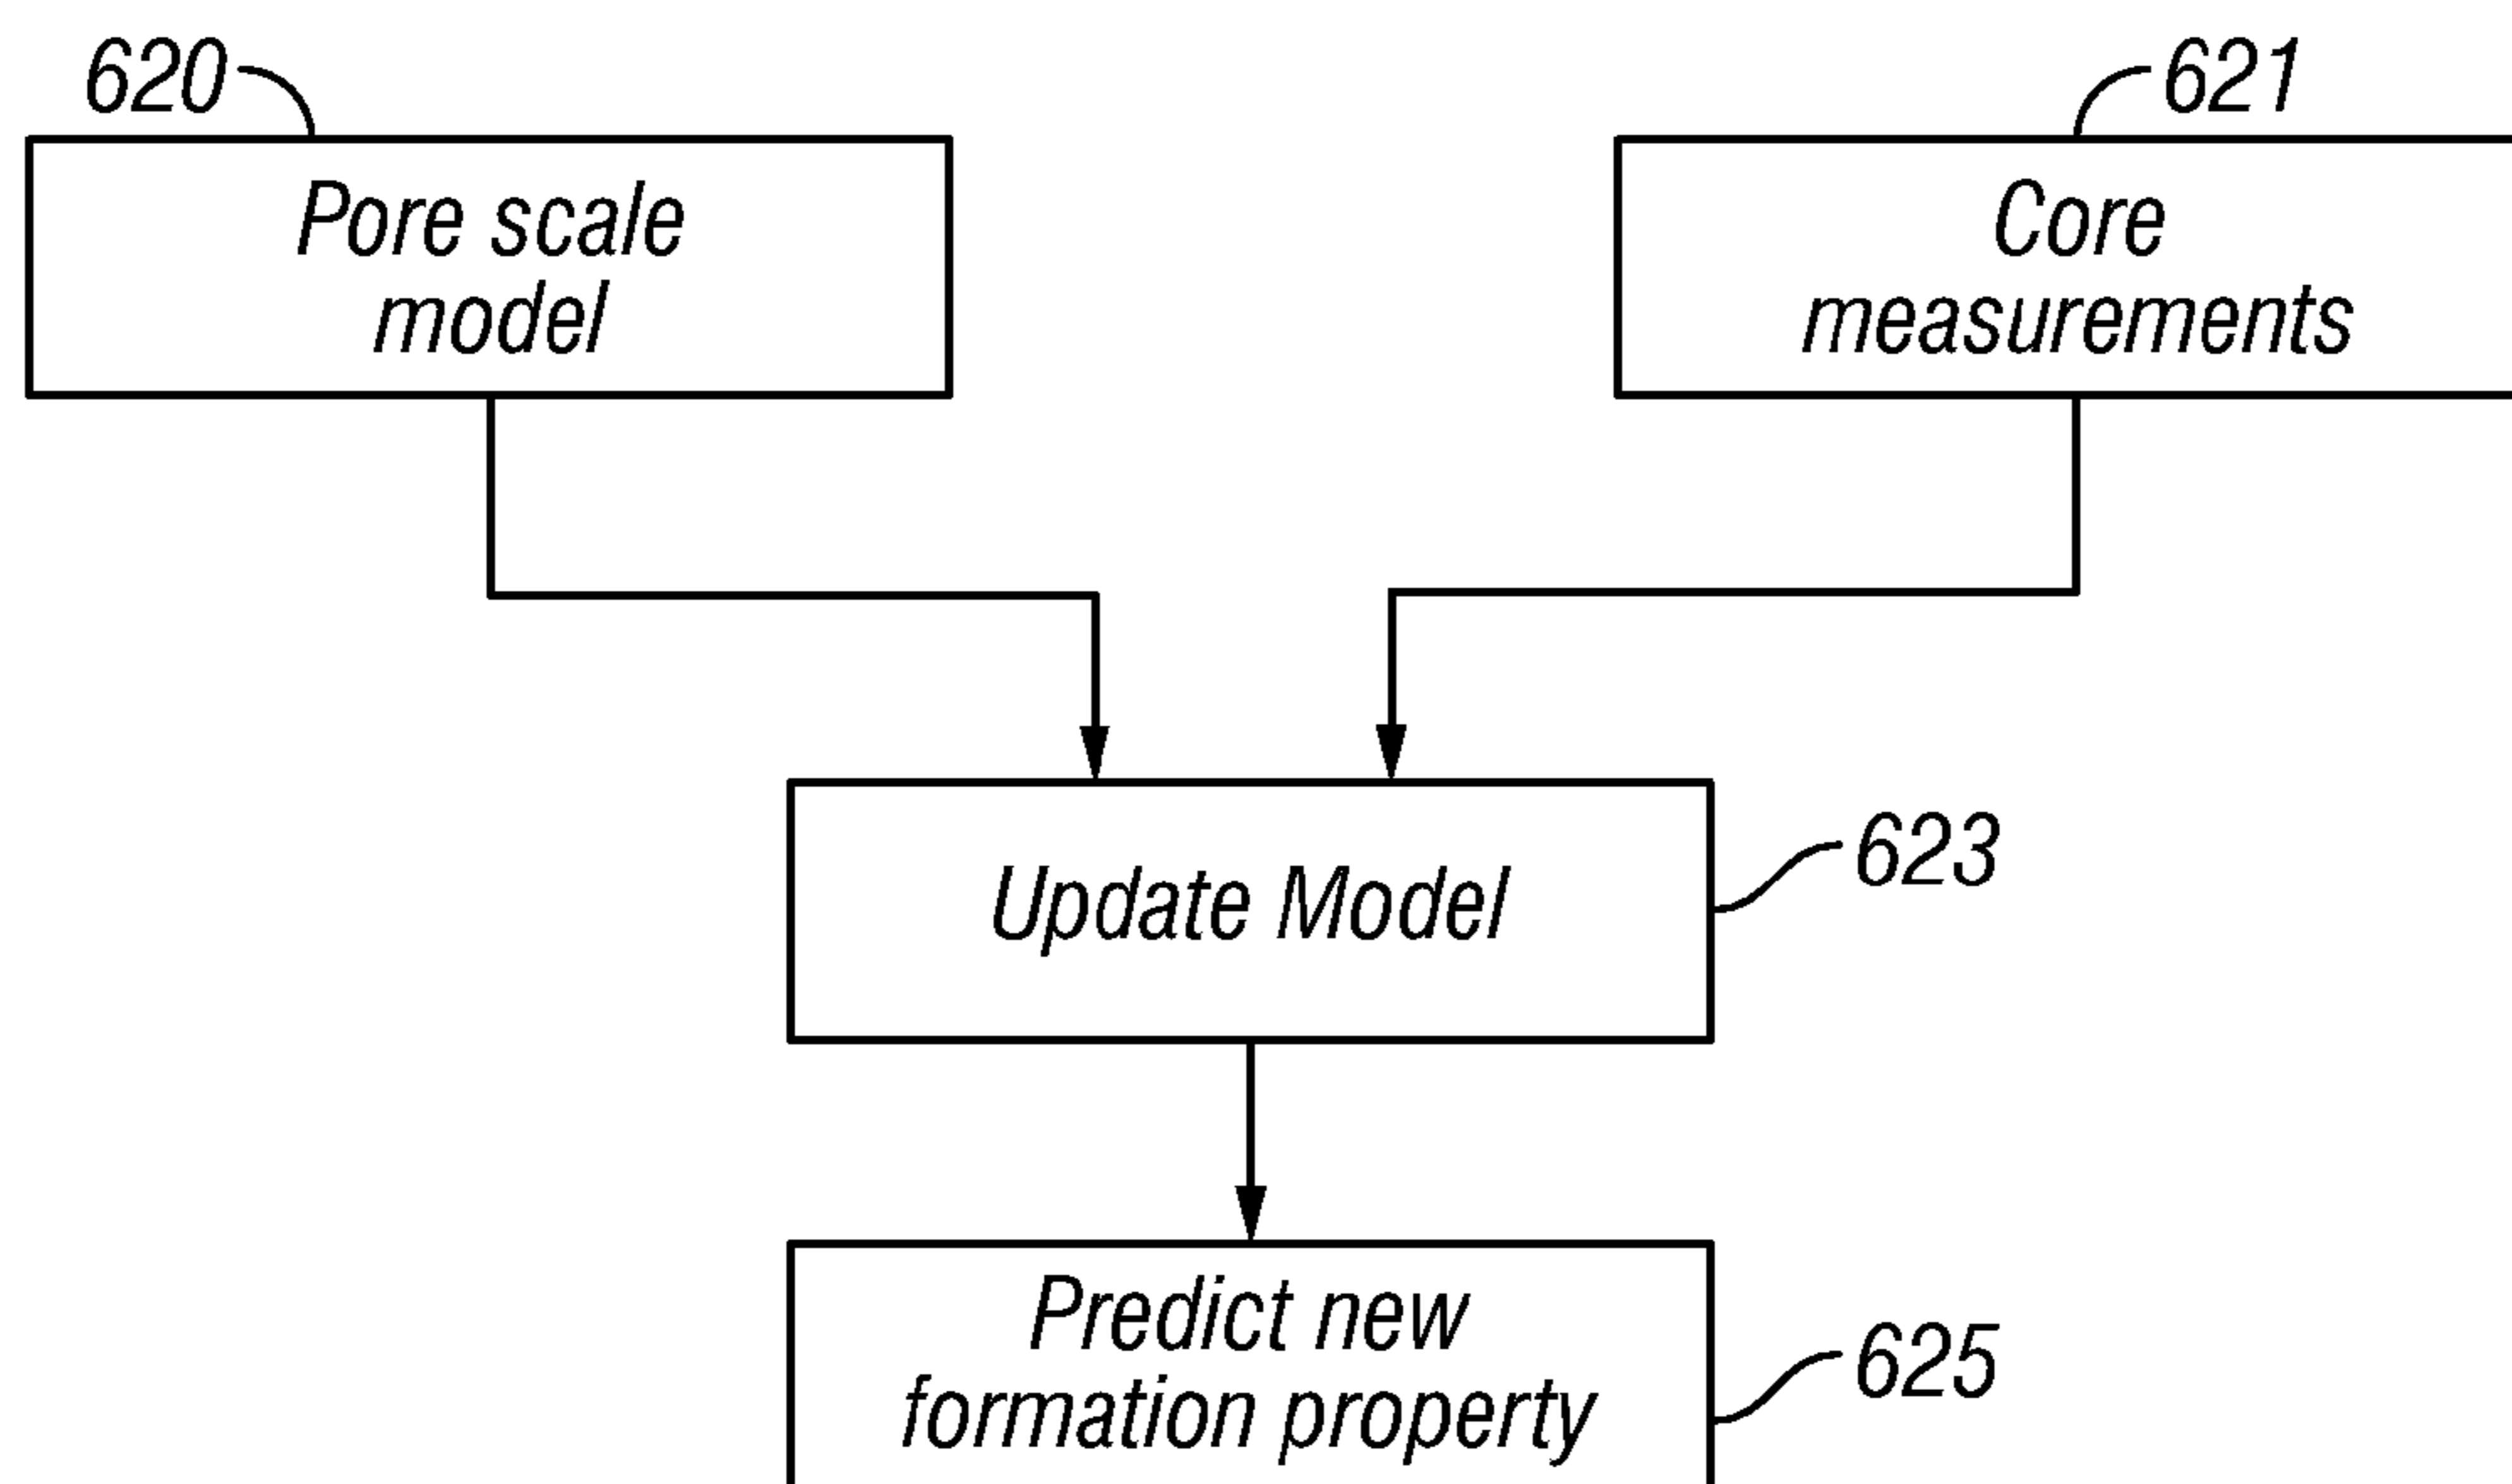 620
621
Pore scale
model
Core
measurements
Update Model
623
Predict new
formation property
625